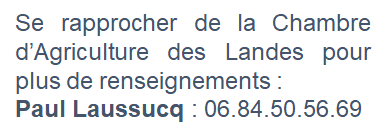 Se rapprocher de la Chambre
d’Agriculture des Landes pour
plus de renseignements :
Paul Laussucq : 06.84.50.56.69